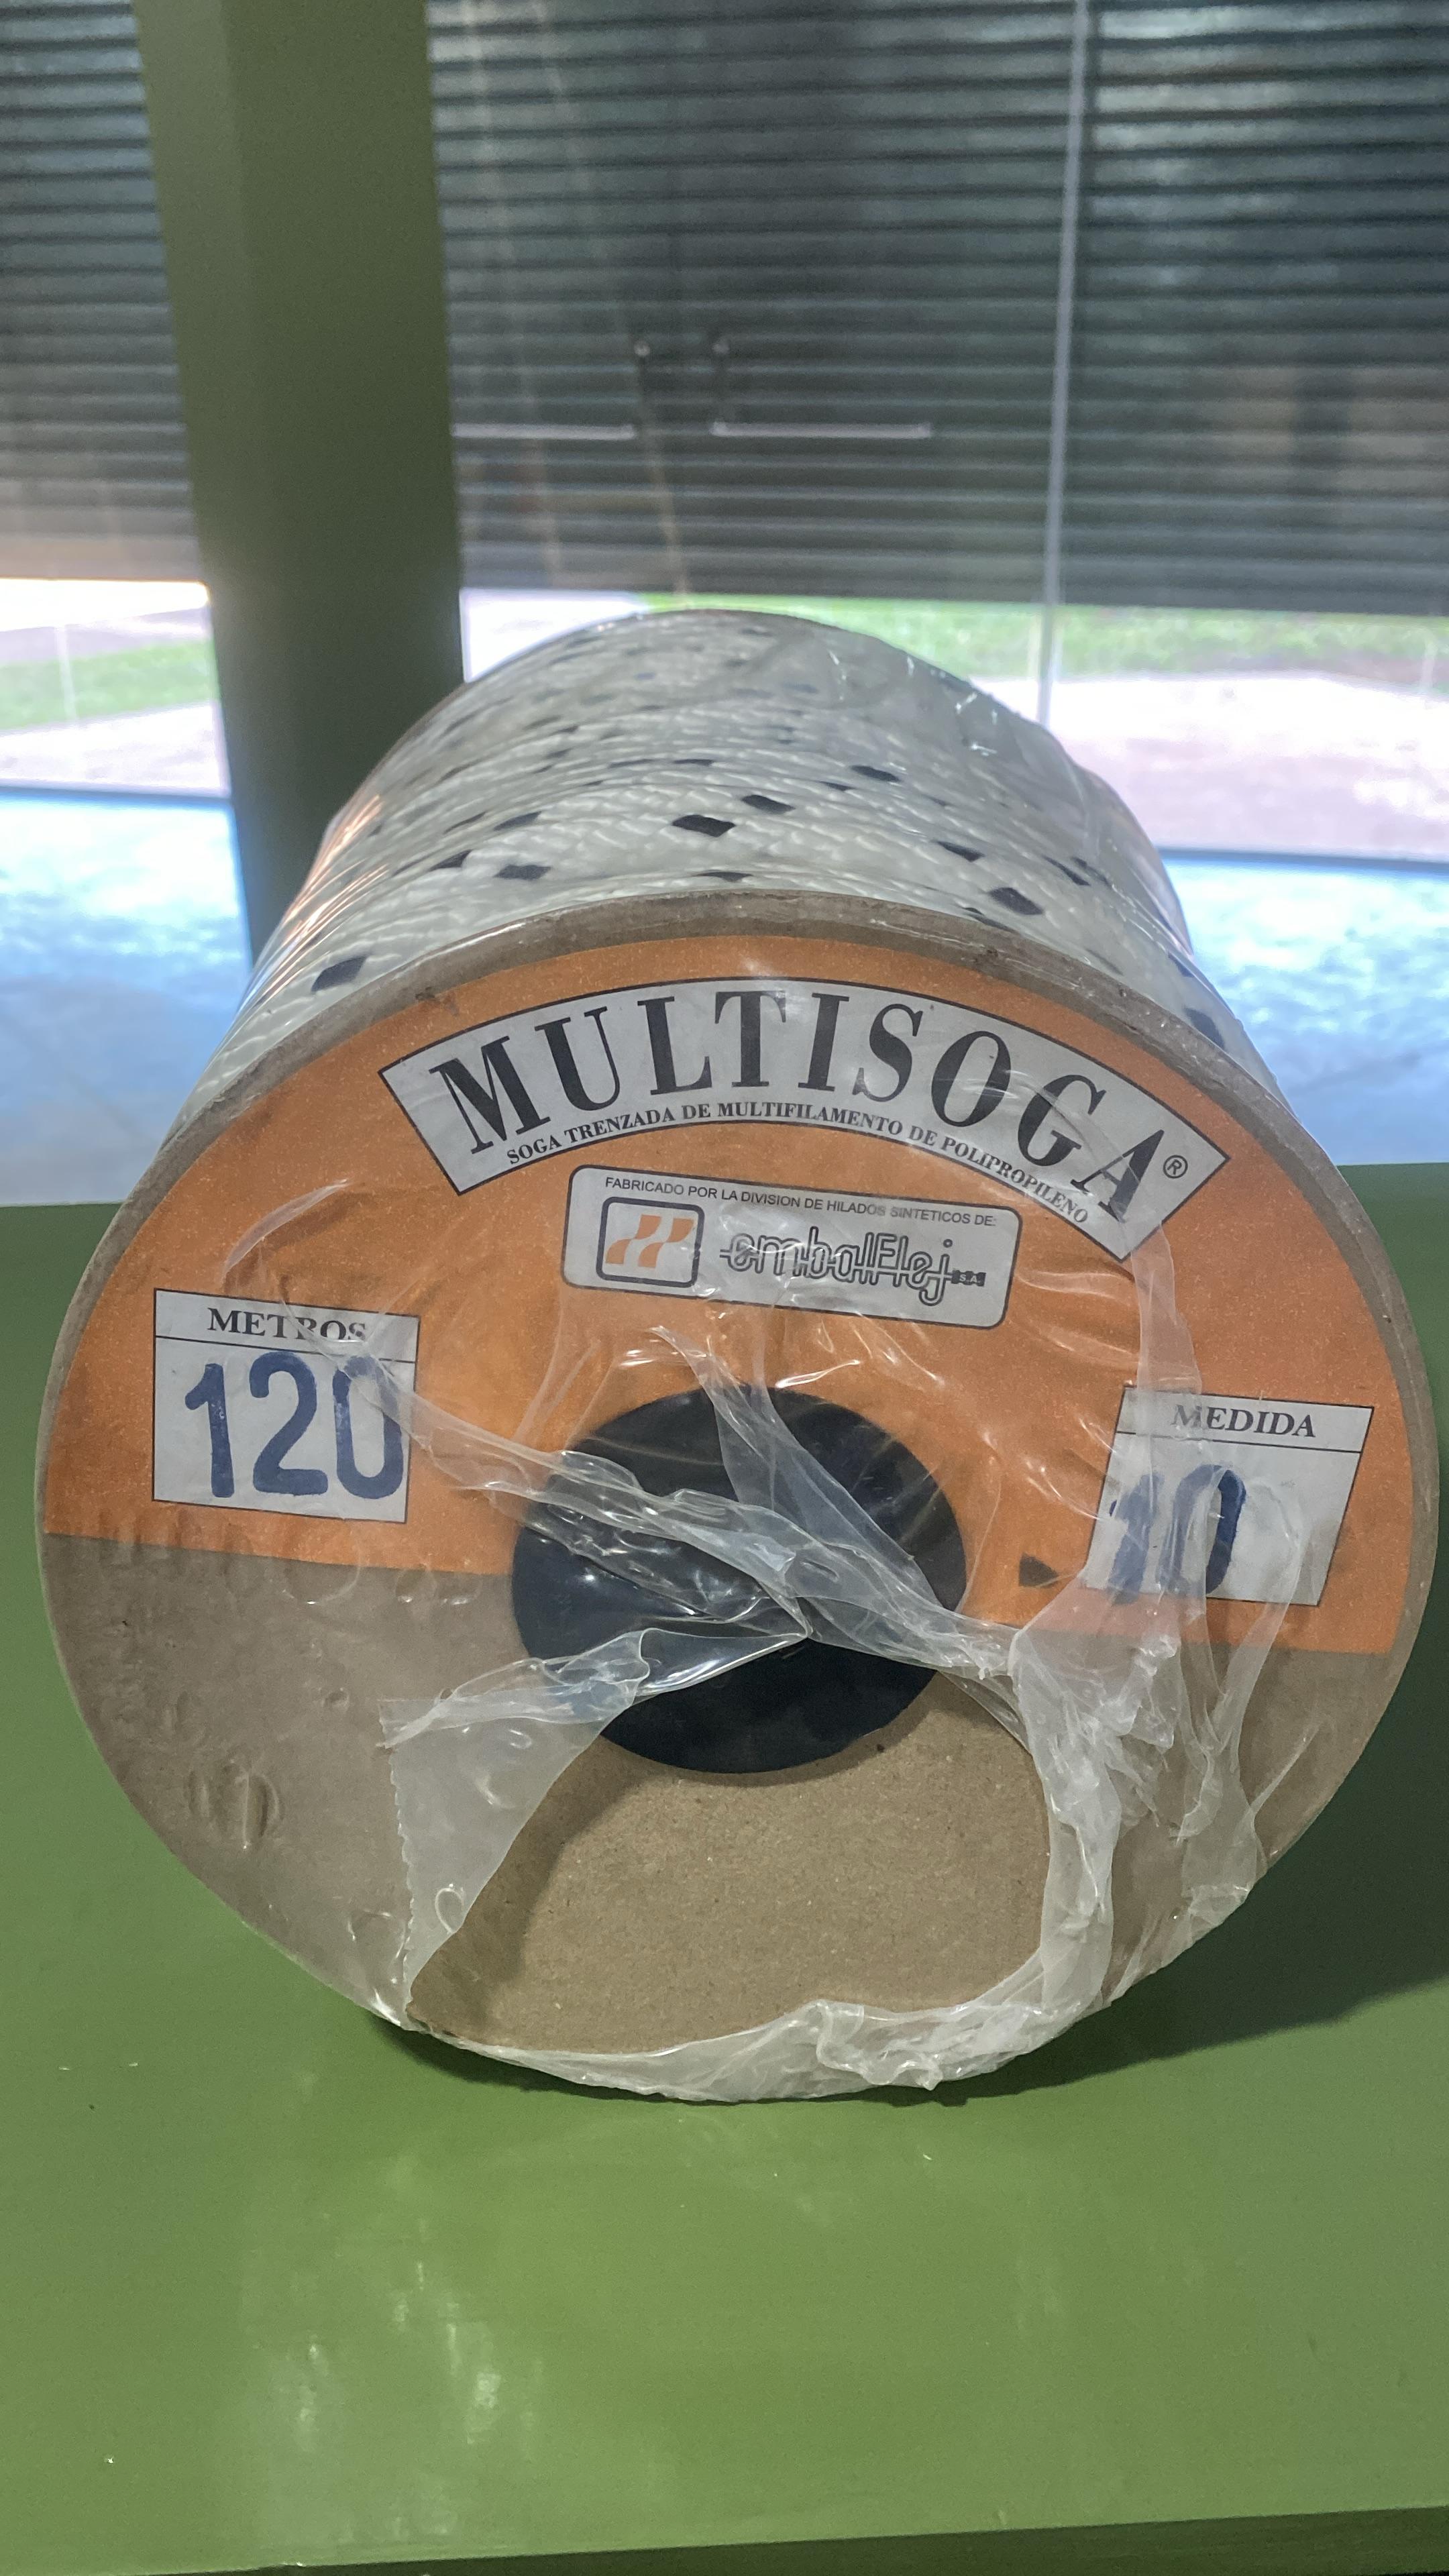 MULTISOGA®
SOGA TRENZADA DE MULTIFILAMENTO DE POLIPROPILENO
FABRICADO POR LA DIVISION DE HILADOS SINTETICOS DE:
embalFlej SA
METROS
120
MEDIDA
10